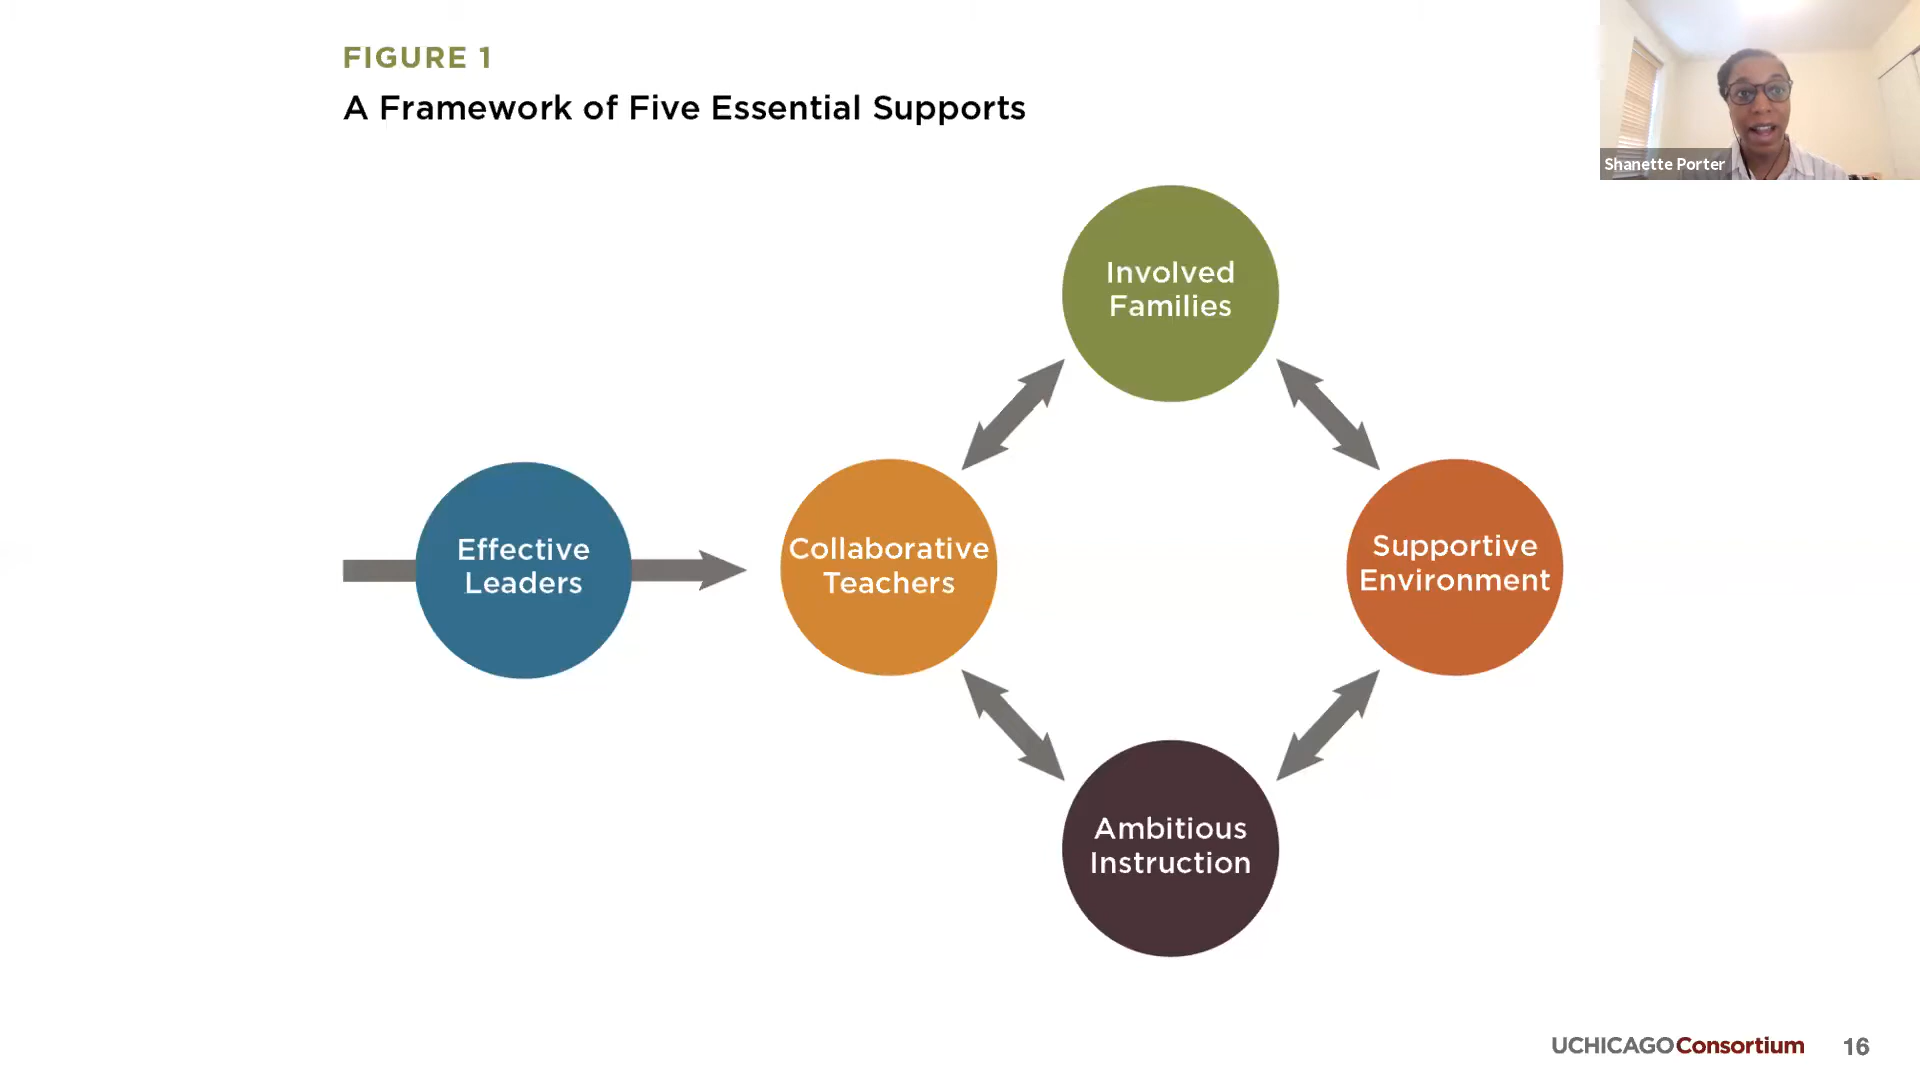 FIGURE 1
A Framework of Five Essential Supports
Shanette Porter
Involved
Families
Effective
Leaders
Collaborative
Teachers
Supportive
Environment
Ambitious
Instruction
UCHICAGOConsortium
16